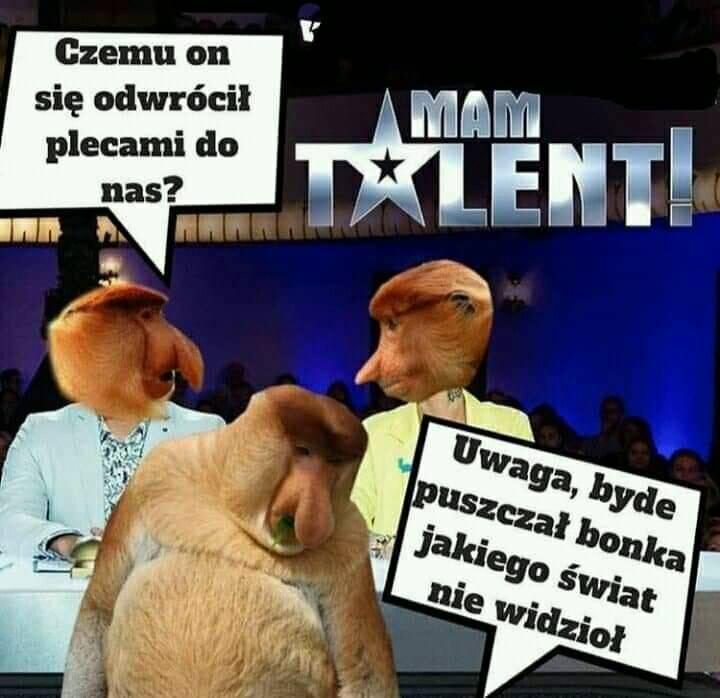 Czemu on
się odwrócił
plecami do
nas?
MAM
TALENT!
Uwaga, byde
puszczał bonka
jakiego świat
nie widzioł